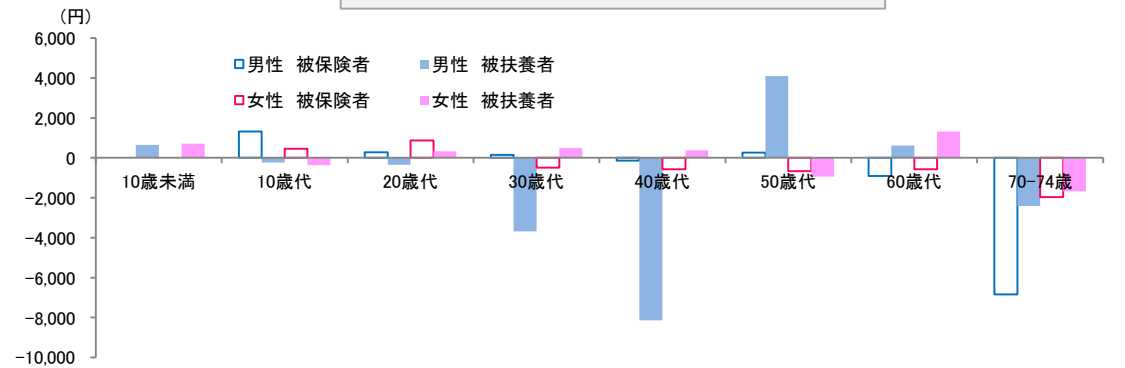 (円)
6,000
4,000
2,000
0
-2,000
-4,000
-6,000
-8,000
-10,000
男性 被保険者 男性 被扶養者
女性 被保険者 女性 被扶養者
10歳未満 10歳代 20歳代 30歳代 40歳代 50歳代 60歳代 70-74歳